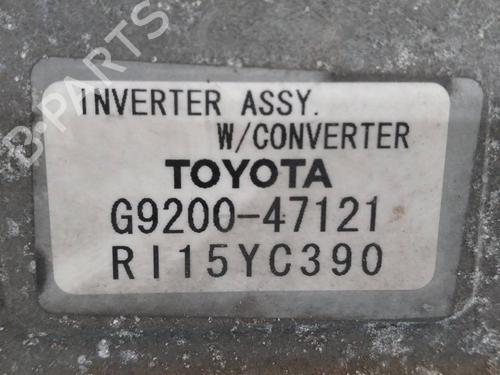 B-PARTS
INVERTER ASSY.
W/CONVERTER
TOYOTA
G9200-47121
RI15YC390